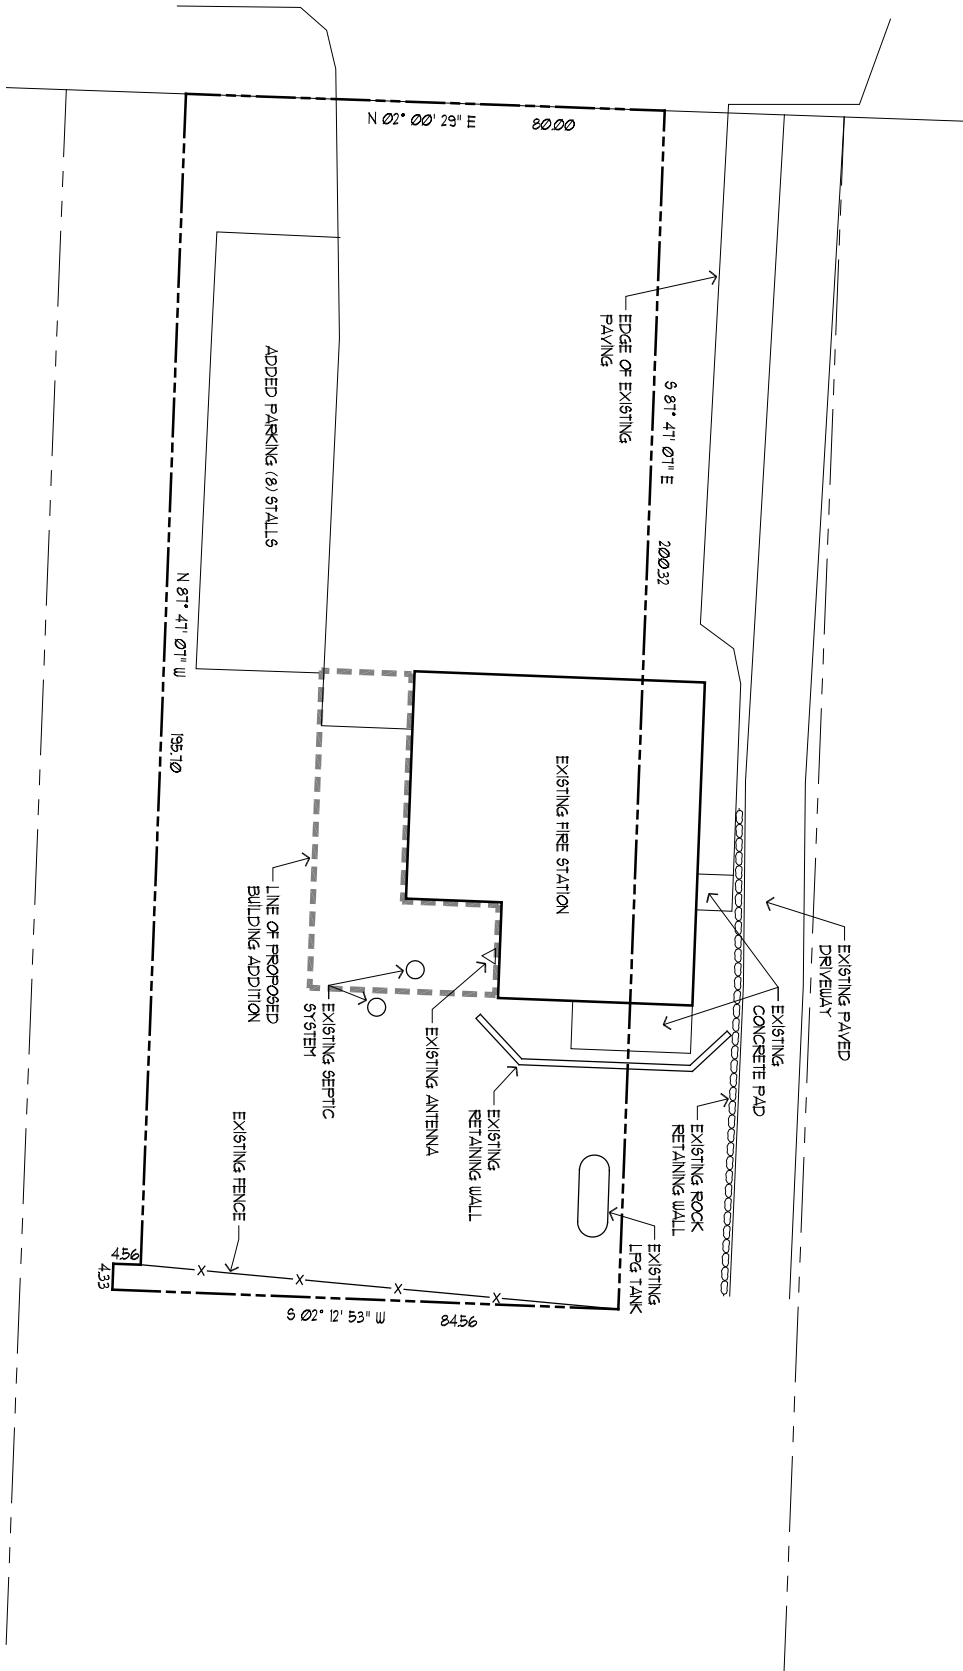 N 02° 00' 29" E
80.00
EDGE OF EXISTING
PAVING
S 87° 47' 07" E
200.32
ADDED PARKING (8) STALLS
N 87° 47' 07" W
195.70
EXISTING FIRE STATION
LINE OF PROPOSED
BUILDING ADDITION
EXISTING PAVED
DRIVEWAY
EXISTING
CONCRETE PAD
EXISTING SEPTIC
SYSTEM
EXISTING ANTENNA
EXISTING
RETAINING WALL
EXISTING ROCK
RETAINING WALL
EXISTING FENCE
EXISTING
LPG TANK
4.56
4.33
X
X
X
X
S 02° 12' 53" W
84.56